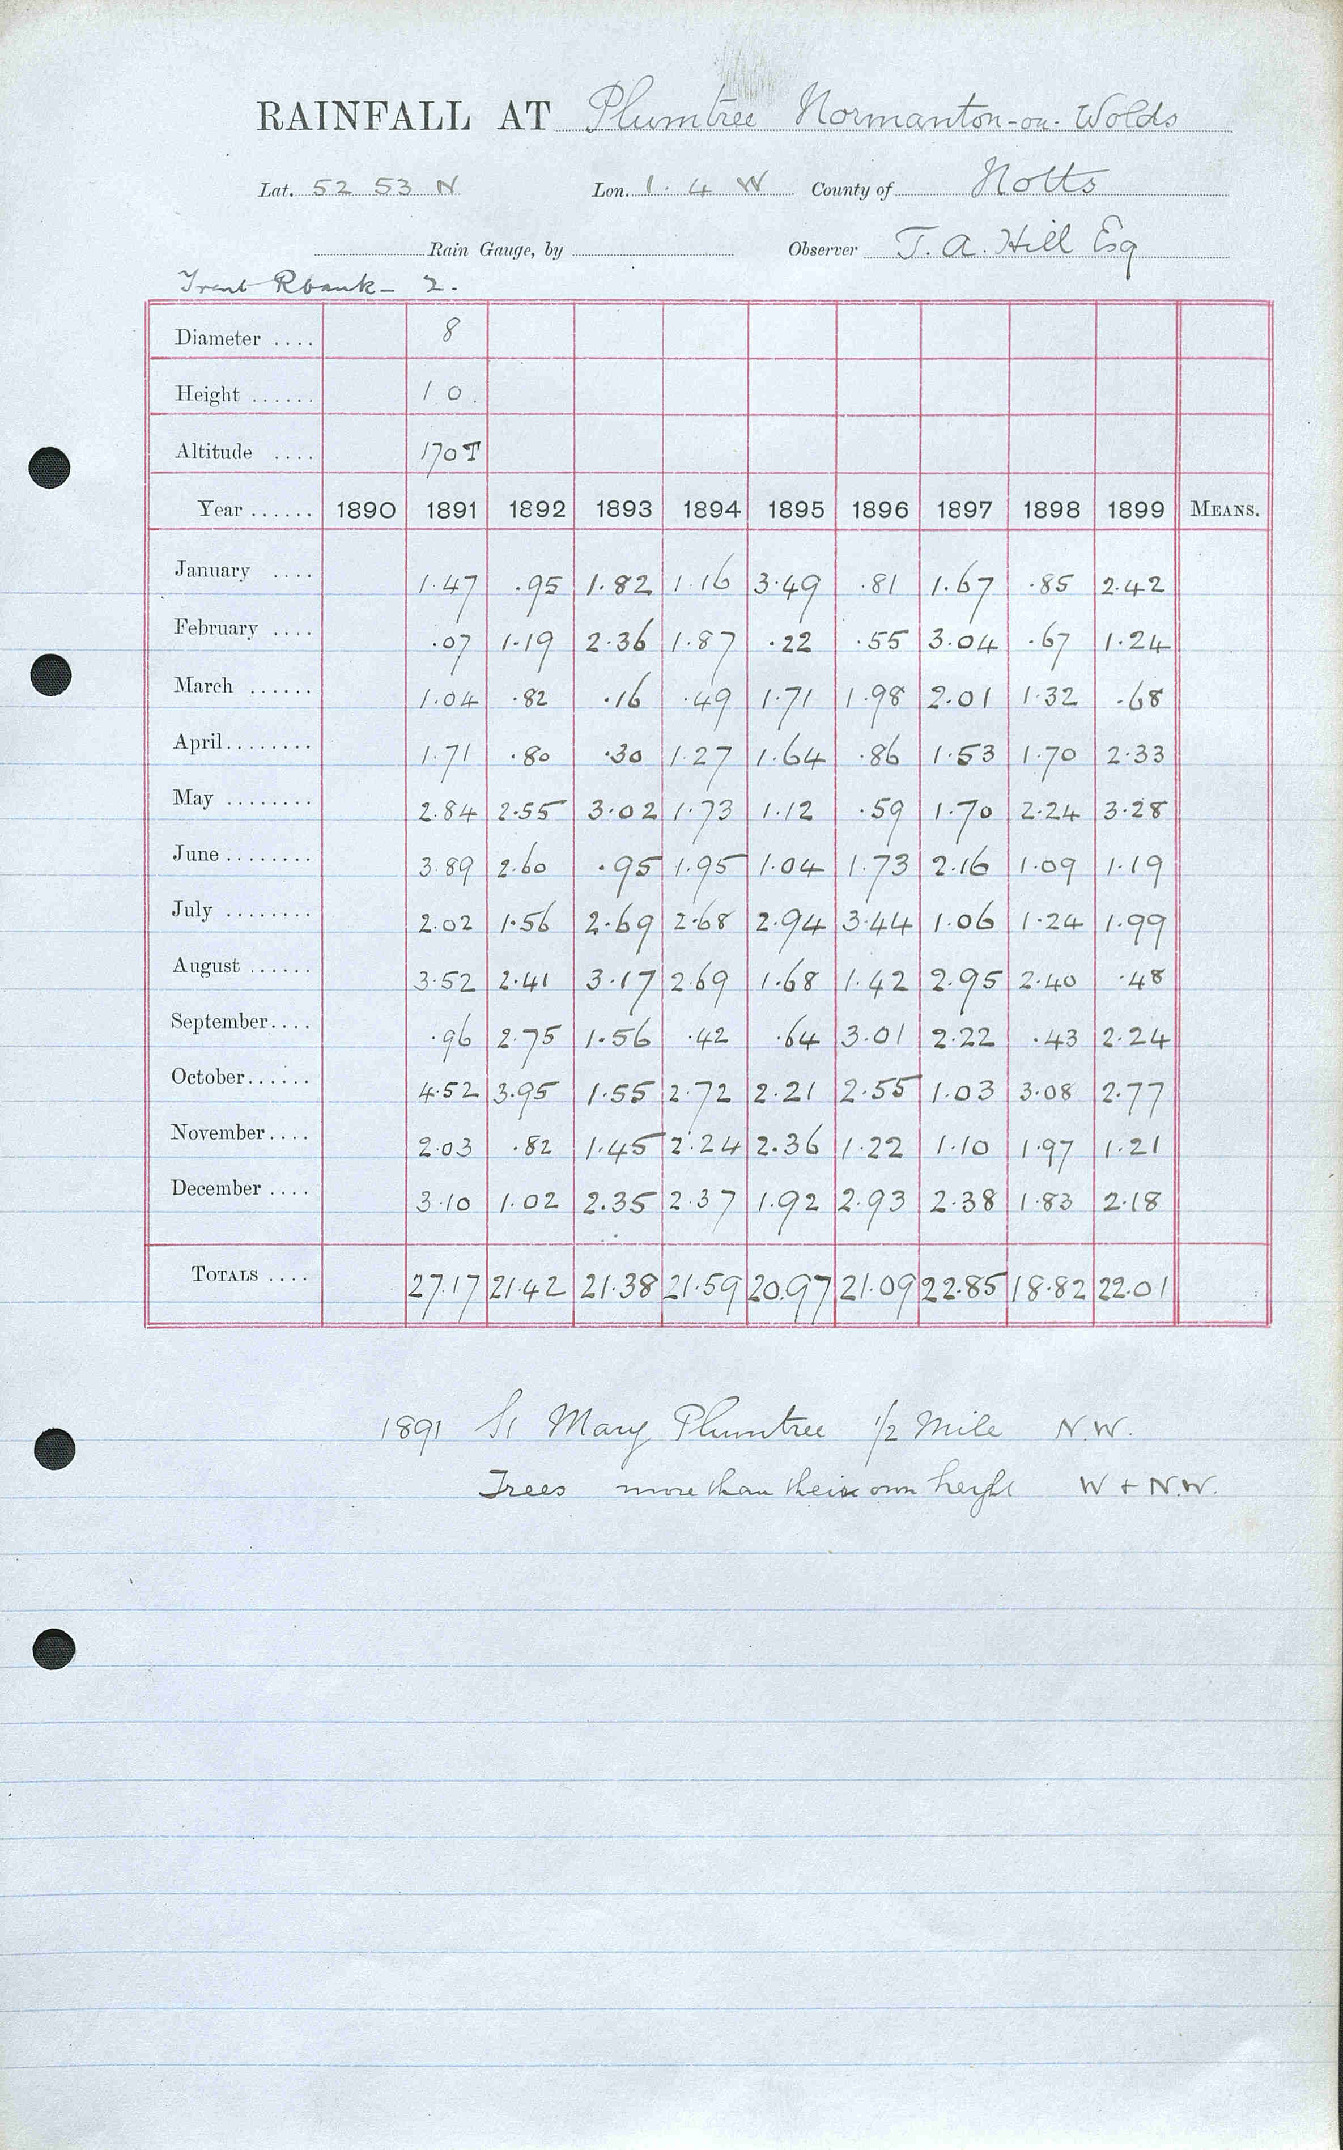 RAINFALL AT Plumtree Normanton-on-Wolds
Lat. 52 53 N Lon. 1. 4 W County of Notts
Rain Gauge, by Observer T. A. Hill Esq
Trent Rbank - 2.
Diameter .... 8
Height ...... 1 0
Altitude .... 170T
Year ...... 1890 1891 1892 1893 1894 1895 1896 1897 1898 1899 MEANS.
January .... 1.47 .95 1.82 1.16 3.49 .81 1.67 .85 2.42
February .... .07 1.19 2.36 1.87 .22 .55 3.04 .67 1.24
March ...... 1.04 .82 .16 .49 1.71 1.98 2.01 1.32 .68
April........ 1.71 .80 .30 1.27 1.64 .86 1.53 1.70 2.33
May ........ 2.84 2.55 3.02 1.73 1.12 .59 1.70 2.24 3.28
June ........ 3.89 2.60 .95 1.95 1.04 1.73 2.16 1.09 1.19
July ........ 2.02 1.56 2.69 2.68 2.94 3.44 1.06 1.24 1.99
August ...... 3.52 2.41 3.17 2.69 1.68 1.42 2.95 2.40 .48
September.... .96 2.75 1.56 .42 .64 3.01 2.22 .43 2.24
October...... 4.52 3.95 1.55 2.72 2.21 2.55 1.03 3.08 2.77
November.... 2.03 .82 1.45 2.24 2.36 1.22 1.10 1.97 1.21
December .... 3.10 1.02 2.35 2.37 1.92 2.93 2.38 1.83 2.18
TOTALS .... 27.17 21.42 21.38 21.59 20.97 21.09 22.85 18.82 22.01
1891 St Mary Plumtree 1/2 Mile N.W.
Trees more than their own height W + N.W.